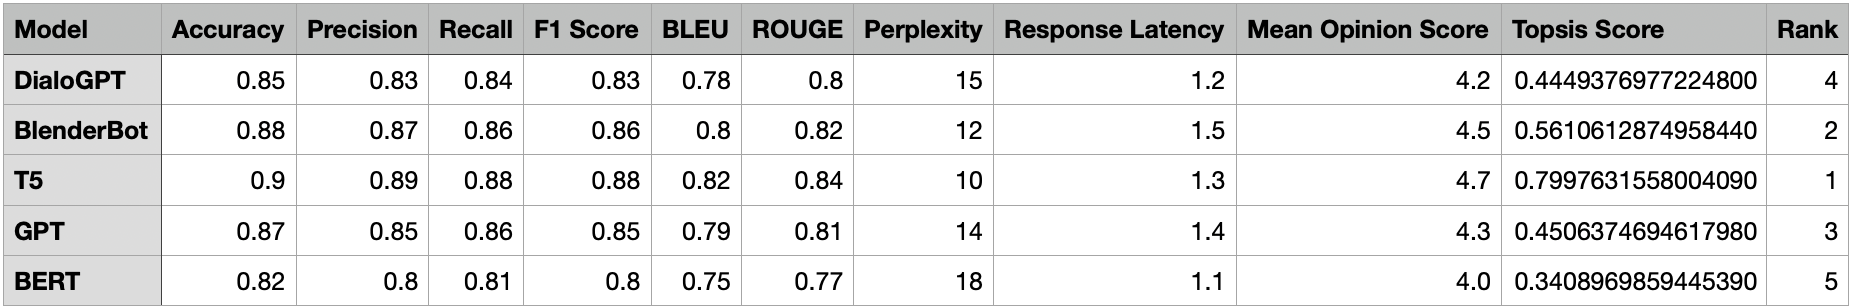 Model Accuracy Precision Recall F1 Score BLEU ROUGE Perplexity Response Latency Mean Opinion Score Topsis Score Rank
DialoGPT 0.85 0.83 0.84 0.83 0.78 0.8 15 1.2 4.2 0.4449376977224800 4
BlenderBot 0.88 0.87 0.86 0.86 0.8 0.82 12 1.5 4.5 0.5610612874958440 2
T5 0.9 0.89 0.88 0.88 0.82 0.84 10 1.3 4.7 0.7997631558004090 1
GPT 0.87 0.85 0.86 0.85 0.79 0.81 14 1.4 4.3 0.4506374694617980 3
BERT 0.82 0.8 0.81 0.8 0.75 0.77 18 1.1 4.0 0.3408969859445390 5